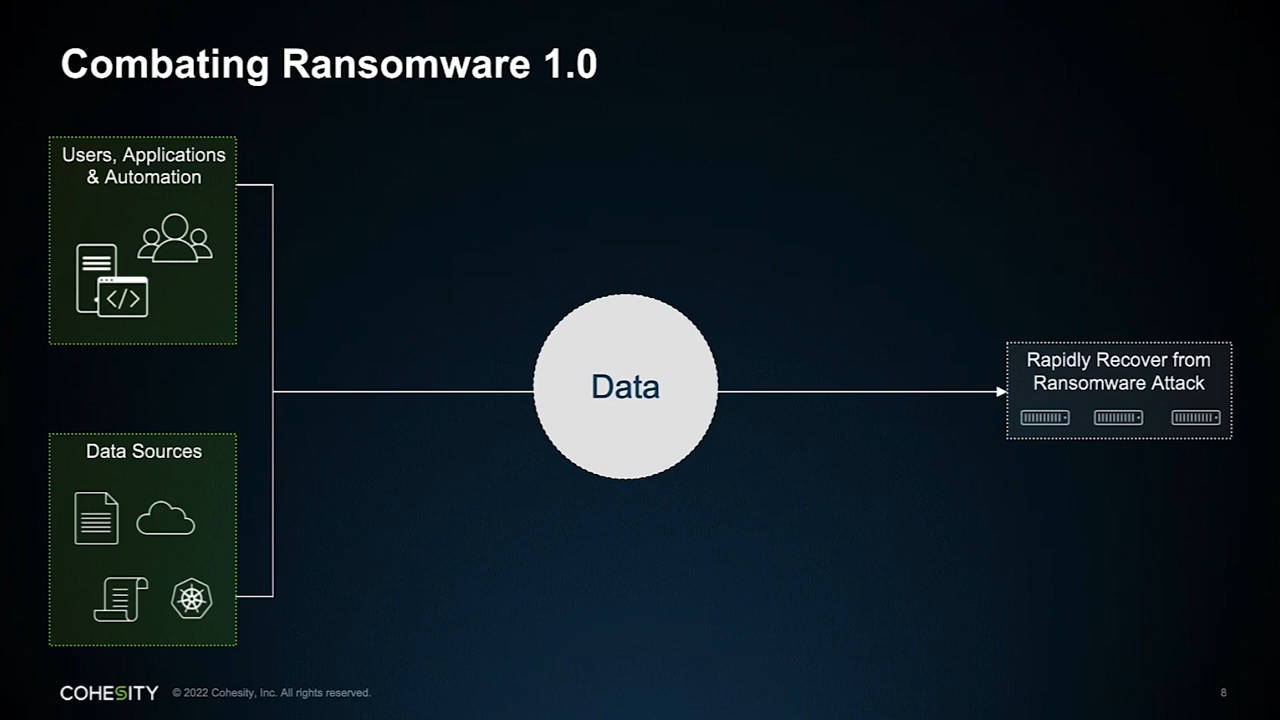 Combating Ransomware 1.0
Users, Applications
& Automation
</>
Data Sources
Data
Rapidly Recover from
Ransomware Attack
COHESITY
© 2022 Cohesity, Inc. All rights reserved.
8